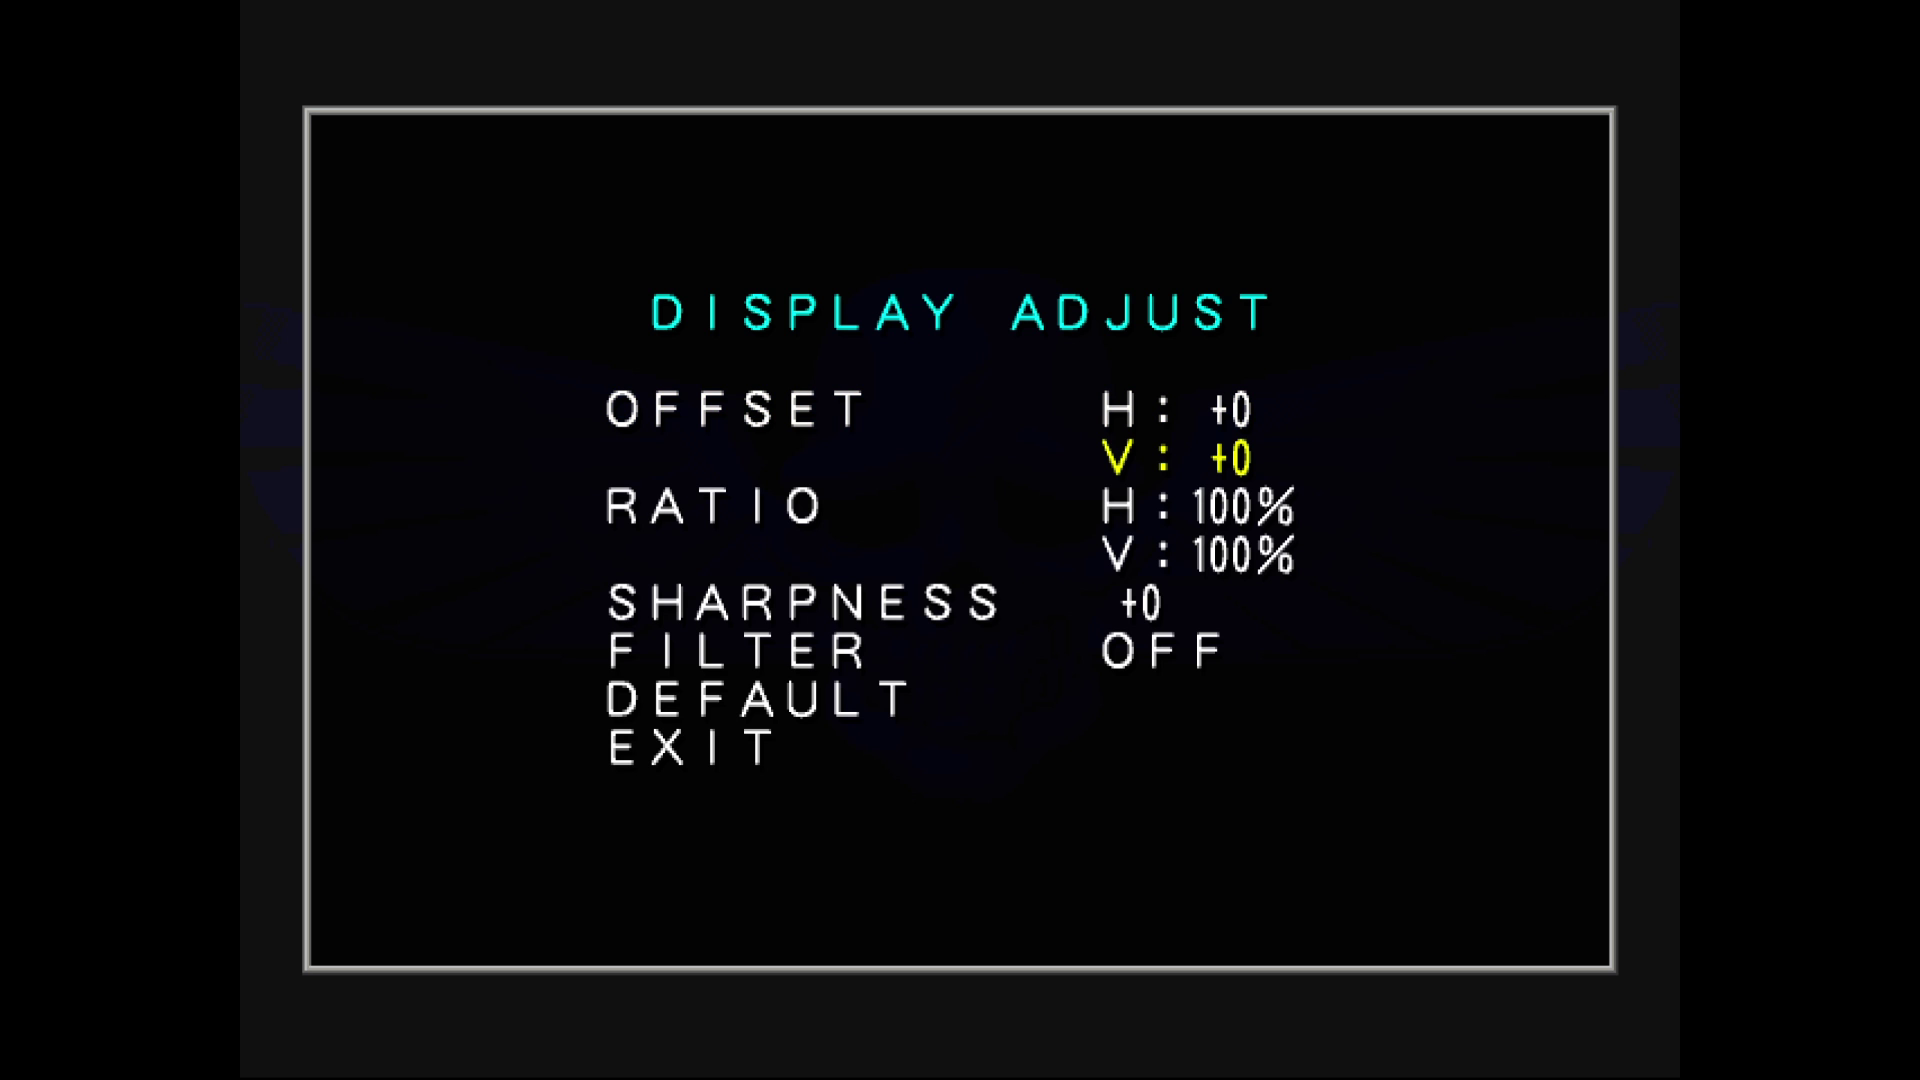 DISPLAY ADJUST
OFFSET H: +0
V: +0
RATIO H:100%
V:100%
SHARPNESS +0
FILTER OFF
DEFAULT
EXIT